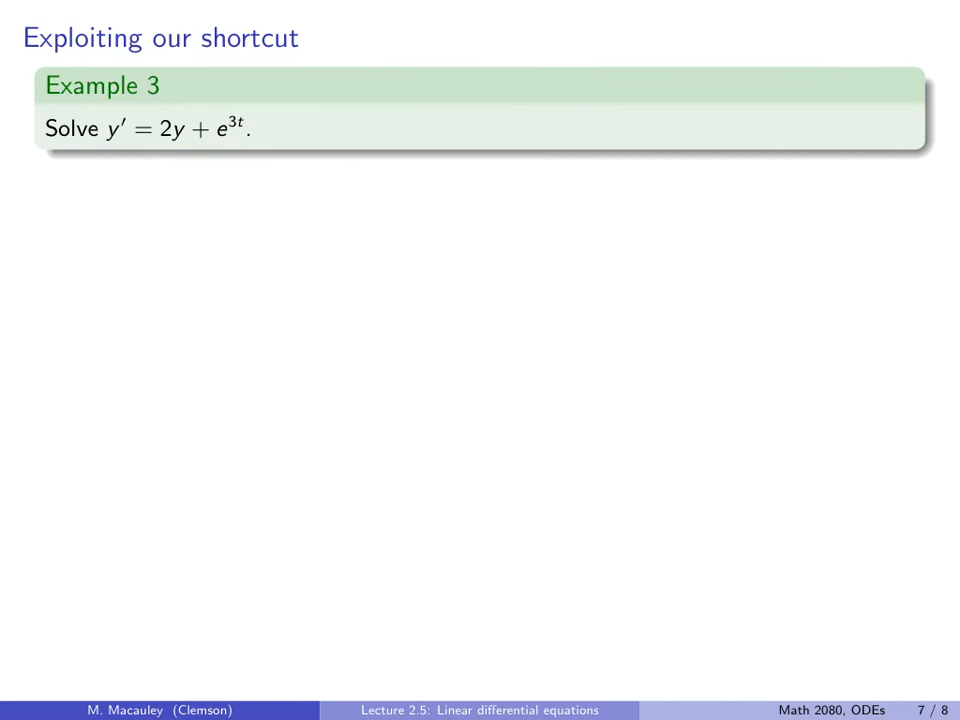 Exploiting our shortcut
Example 3
Solve y′ = 2y + e³ᵗ.
M. Macauley (Clemson) Lecture 2.5: Linear differential equations Math 2080, ODEs 7 / 8